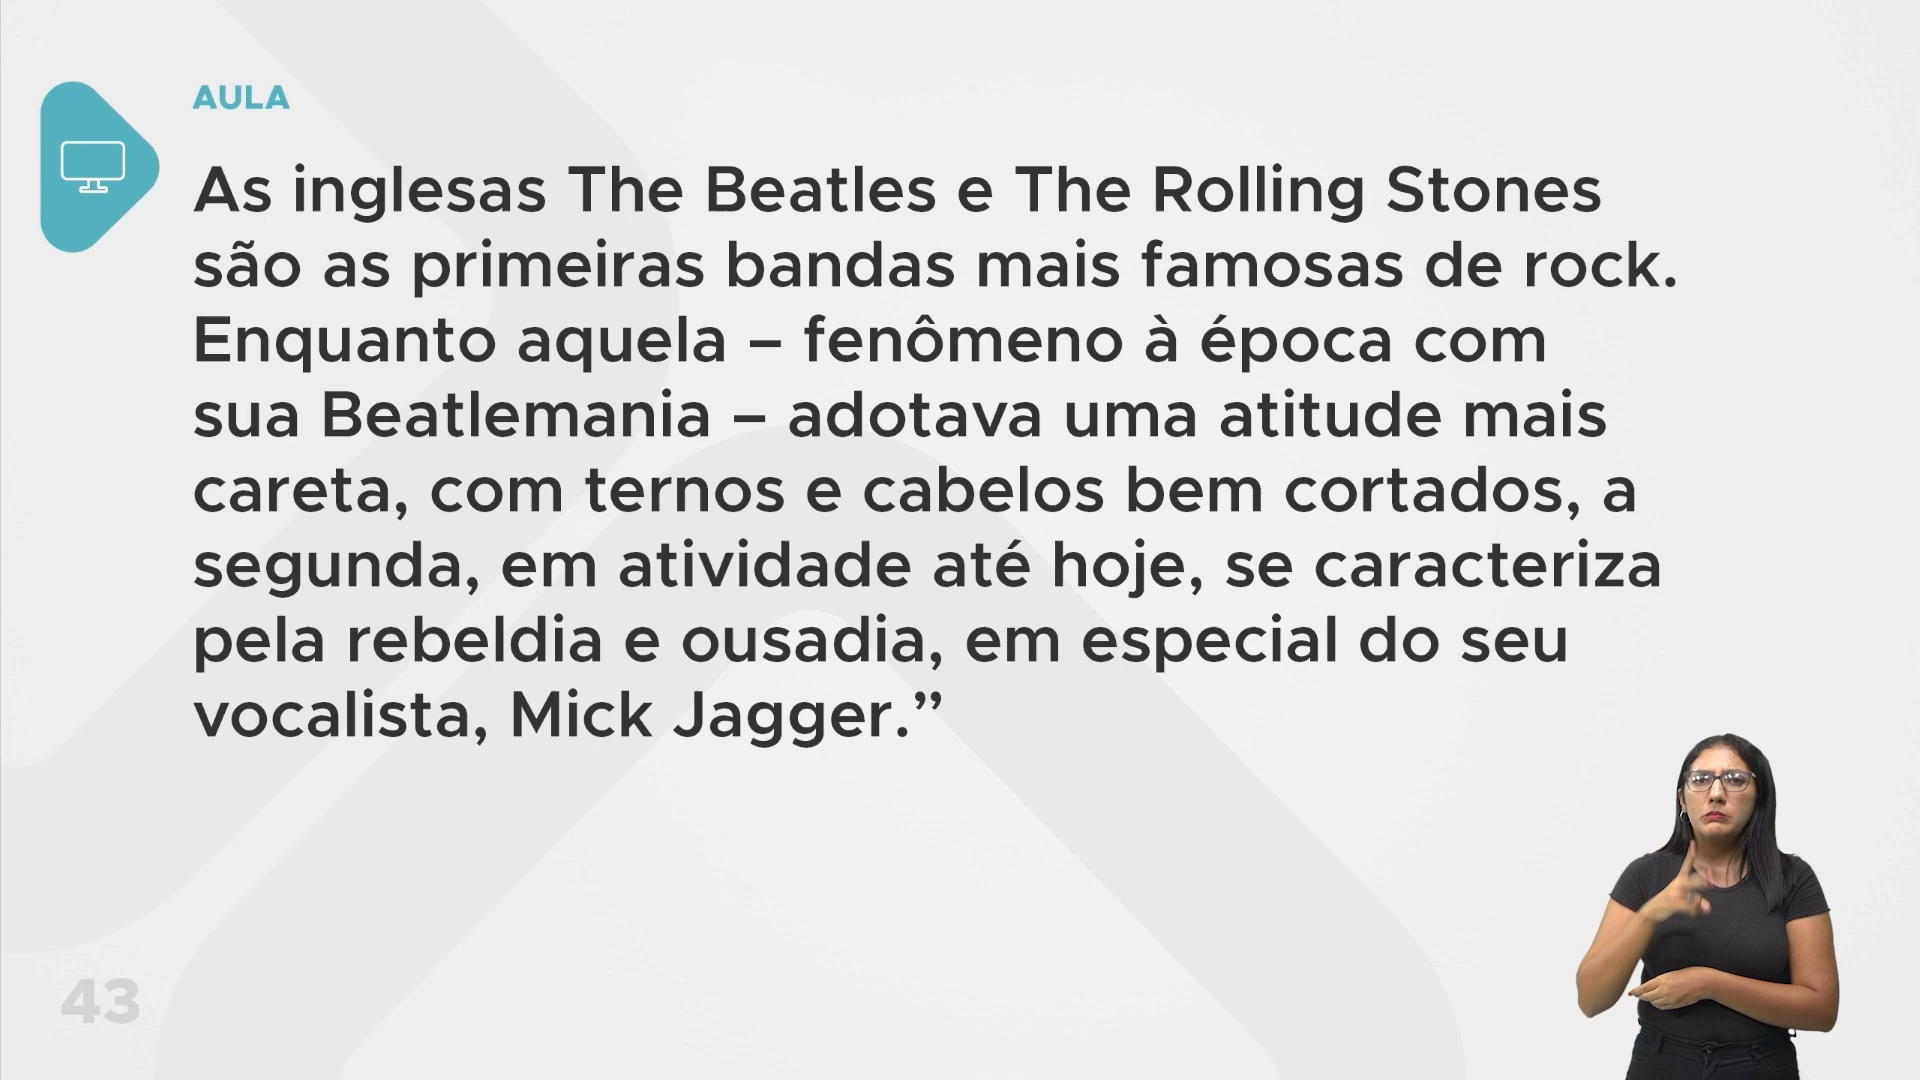 AULA
As inglesas The Beatles e The Rolling Stones
são as primeiras bandas mais famosas de rock.
Enquanto aquela – fenômeno à época com
sua Beatlemania – adotava uma atitude mais
careta, com ternos e cabelos bem cortados, a
segunda, em atividade até hoje, se caracteriza
pela rebeldia e ousadia, em especial do seu
vocalista, Mick Jagger.”
43